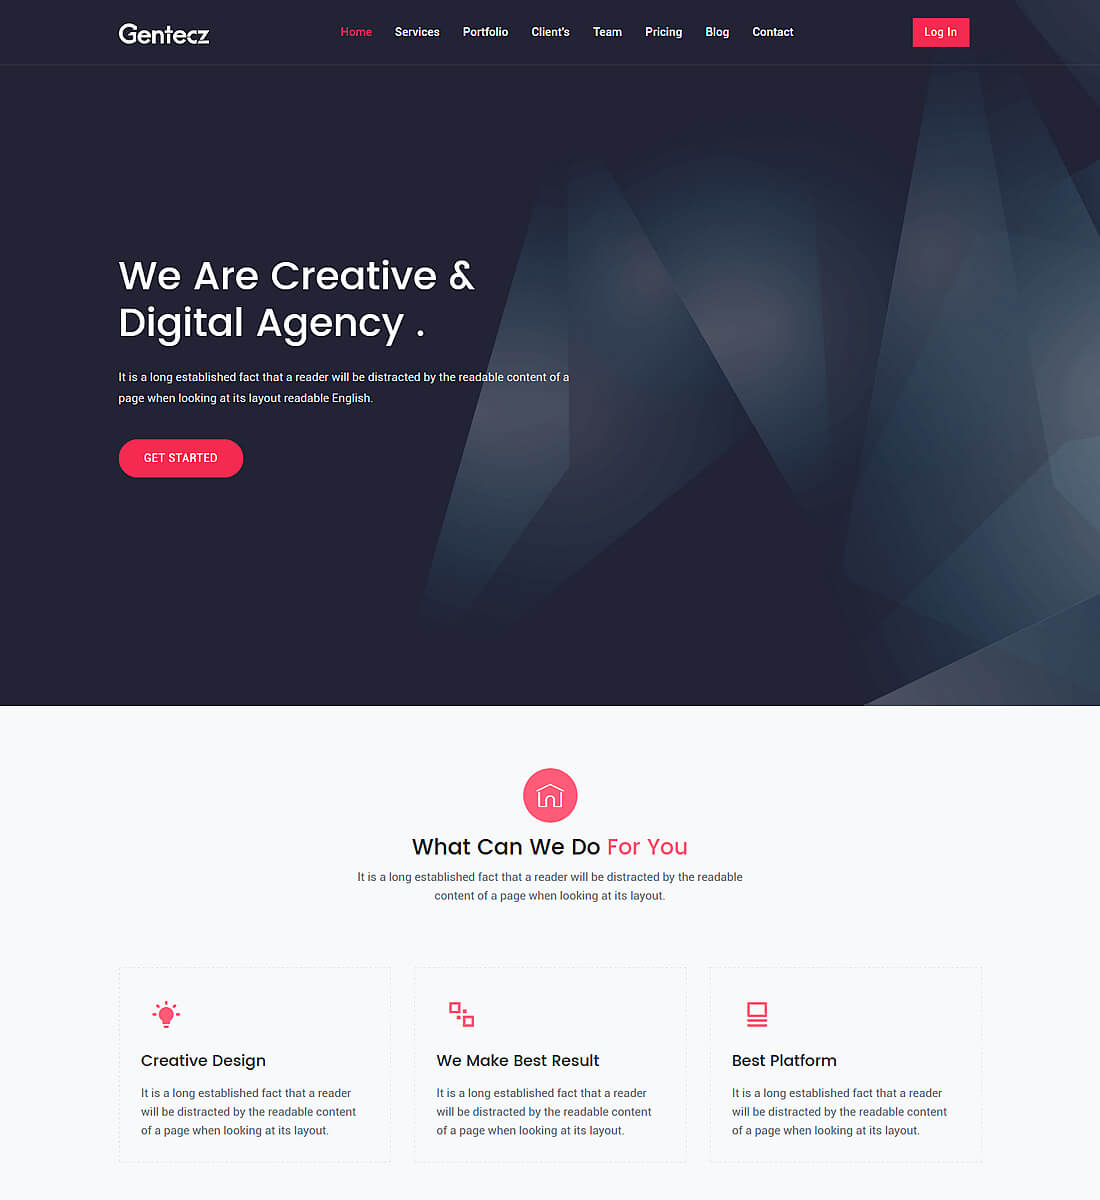 Gentecz
Home Services Portfolio Client's Team Pricing Blog Contact
Log In
We Are Creative &
Digital Agency .
It is a long established fact that a reader will be distracted by the readable content of a
page when looking at its layout readable English.
GET STARTED
What Can We Do For You
It is a long established fact that a reader will be distracted by the readable
content of a page when looking at its layout.
Creative Design
It is a long established fact that a reader
will be distracted by the readable content
of a page when looking at its layout.
We Make Best Result
It is a long established fact that a reader
will be distracted by the readable content
of a page when looking at its layout.
Best Platform
It is a long established fact that a reader
will be distracted by the readable content
of a page when looking at its layout.